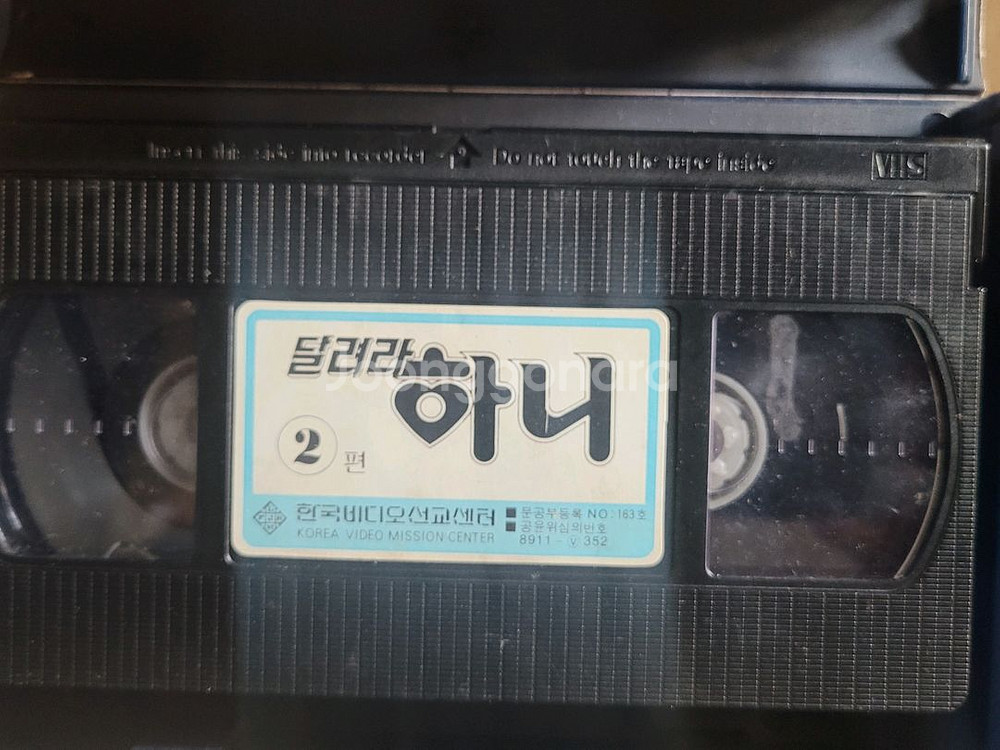 Insert this side into recorder Do not touch the tape inside
VHS
달려라
하니
Joonggonara
2 편
한국비디오선교센터
KOREA VIDEO MISSION CENTER
■ 문공부등록 NO:163호
■ 공윤위심의번호
8911-Ⓥ352